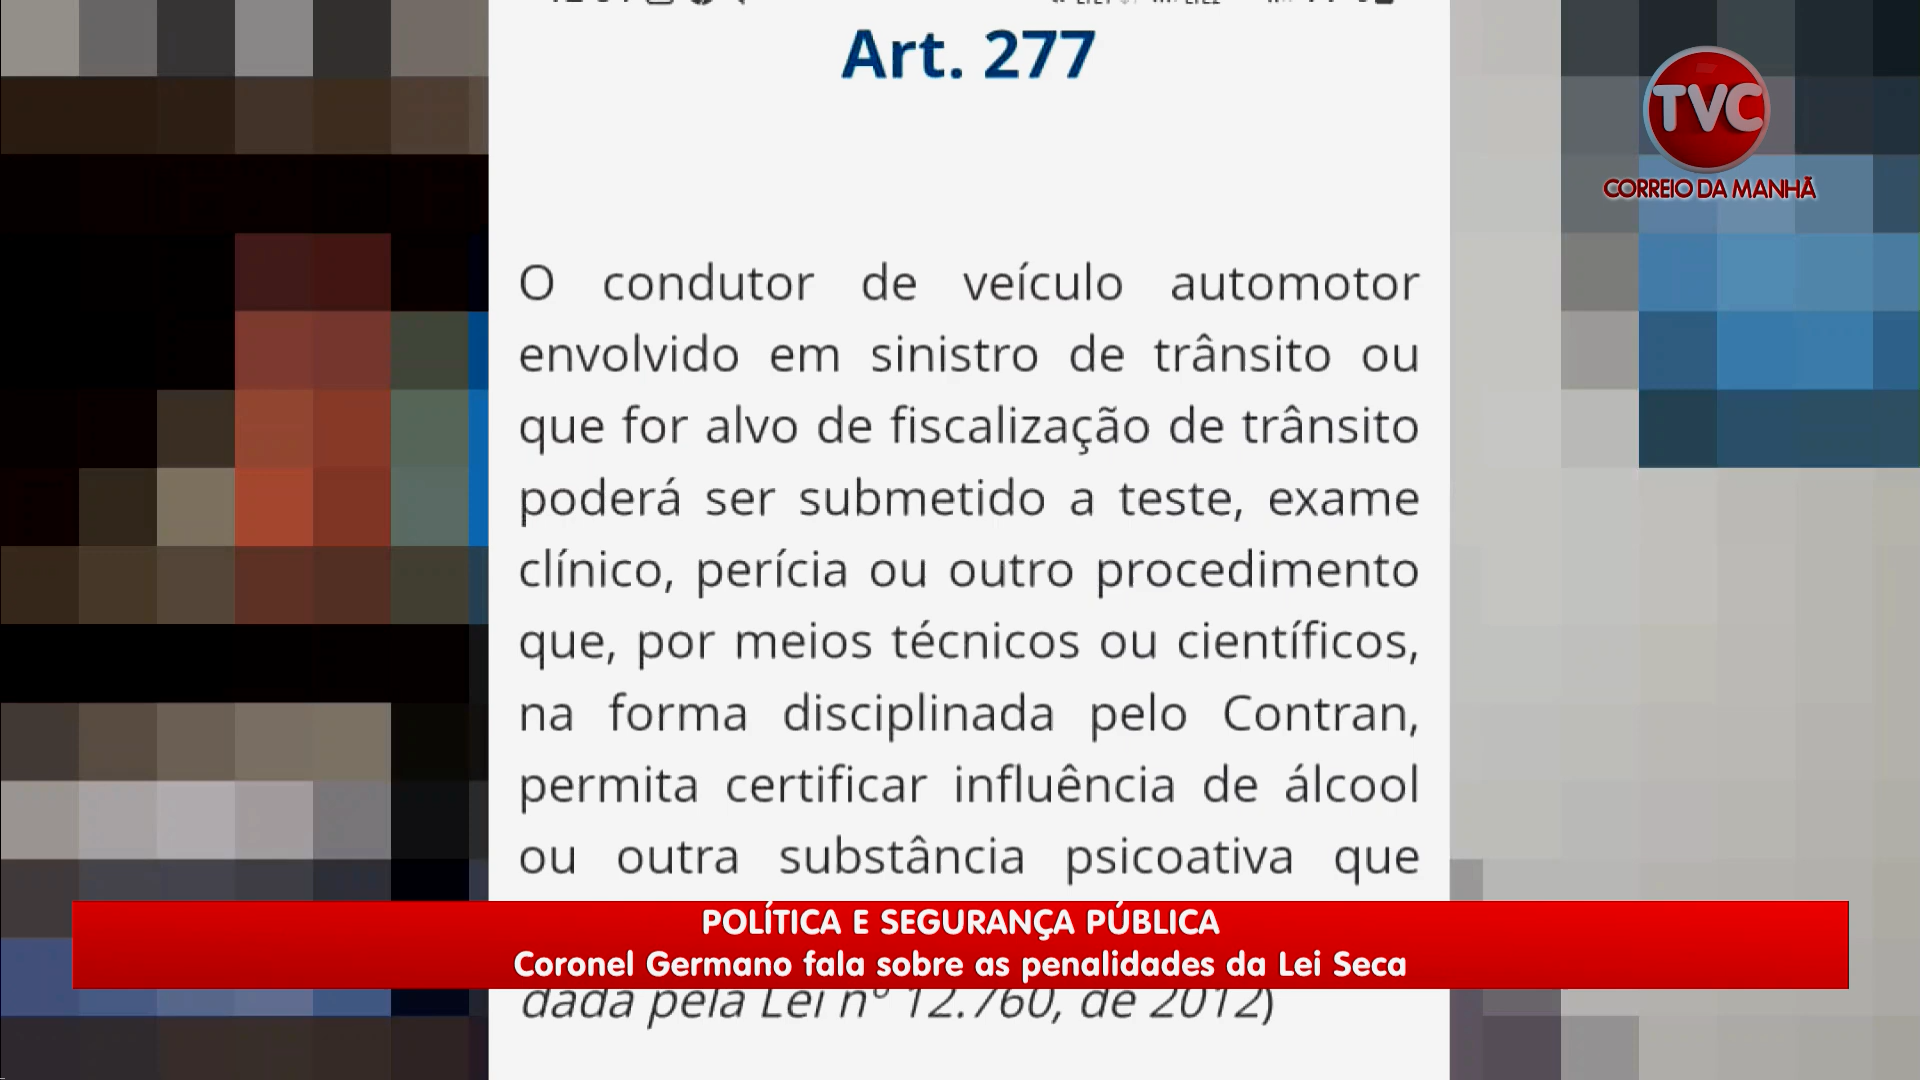 Art. 277
TVC
CORREIO DA MANHÃ
O condutor de veículo automotor
envolvido em sinistro de trânsito ou
que for alvo de fiscalização de trânsito
poderá ser submetido a teste, exame
clínico, perícia ou outro procedimento
que, por meios técnicos ou científicos,
na forma disciplinada pelo Contran,
permita certificar influência de álcool
ou outra substância psicoativa que
POLÍTICA E SEGURANÇA PÚBLICA
Coronel Germano fala sobre as penalidades da Lei Seca
dada pela Lei nº 12.760, de 2012)